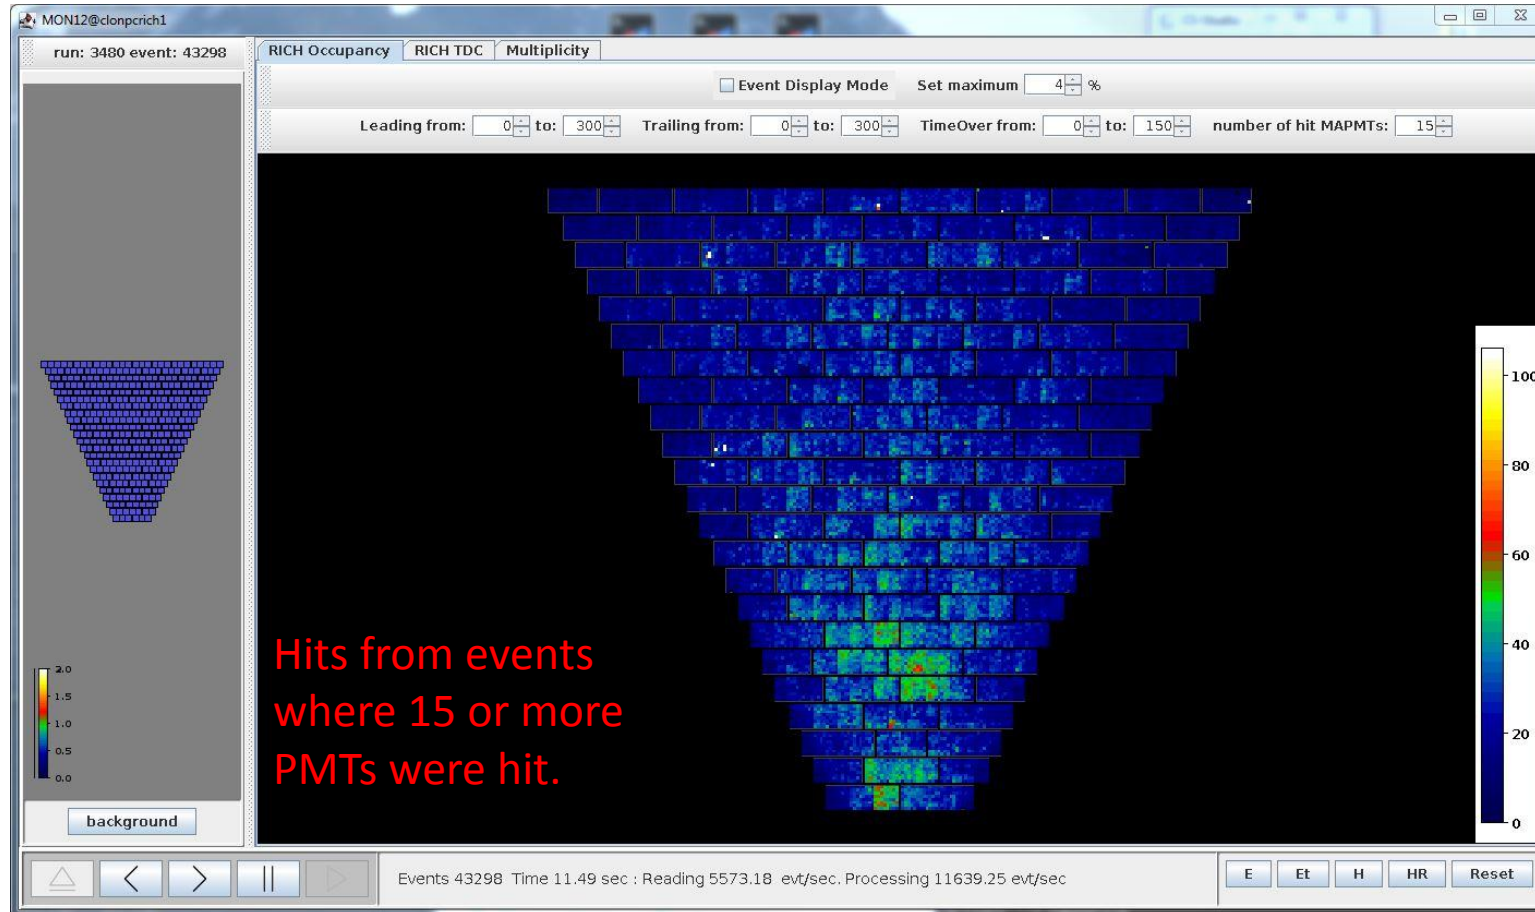 MON12@clonpcrich1
run: 3480 event: 43298
RICH Occupancy RICH TDC Multiplicity
Event Display Mode Set maximum 4 %
Leading from: 0 to: 300 Trailing from: 0 to: 300 TimeOver from: 0 to: 150 number of hit MAPMTs: 15
100
80
60
40
20
0
2.0
1.5
1.0
0.5
0.0
Hits from events
where 15 or more
PMTs were hit.
background
Events 43298 Time 11.49 sec : Reading 5573.18 evt/sec. Processing 11639.25 evt/sec
E Et H HR Reset